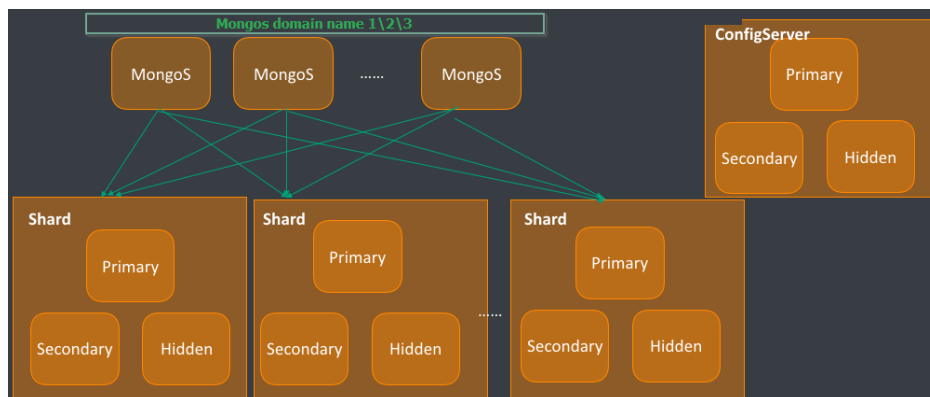 Mongos domain name 1\2\3
MongoS
MongoS
......
MongoS
ConfigServer
Primary
Secondary
Hidden
Shard
Primary
Secondary
Hidden
Shard
Primary
Secondary
Hidden
......
Shard
Primary
Secondary
Hidden